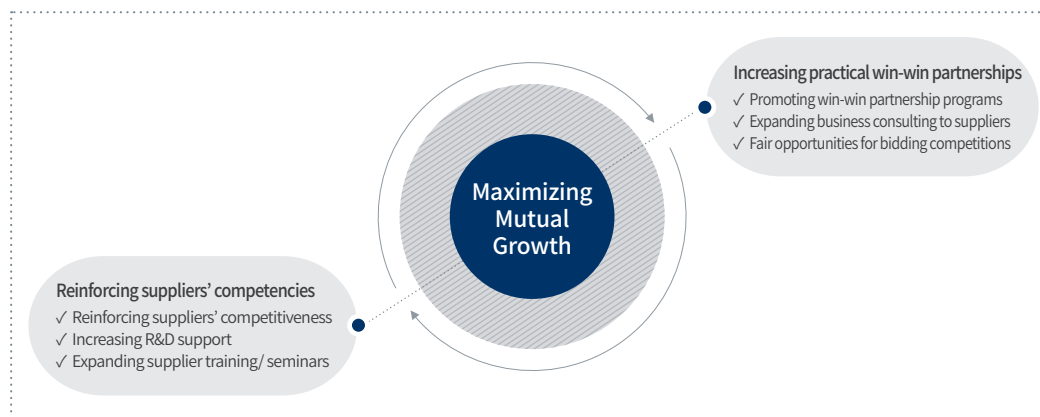 Increasing practical win-win partnerships
✓ Promoting win-win partnership programs
✓ Expanding business consulting to suppliers
✓ Fair opportunities for bidding competitions
Maximizing
Mutual
Growth
Reinforcing suppliers’ competencies
✓ Reinforcing suppliers’ competitiveness
✓ Increasing R&D support
✓ Expanding supplier training/ seminars